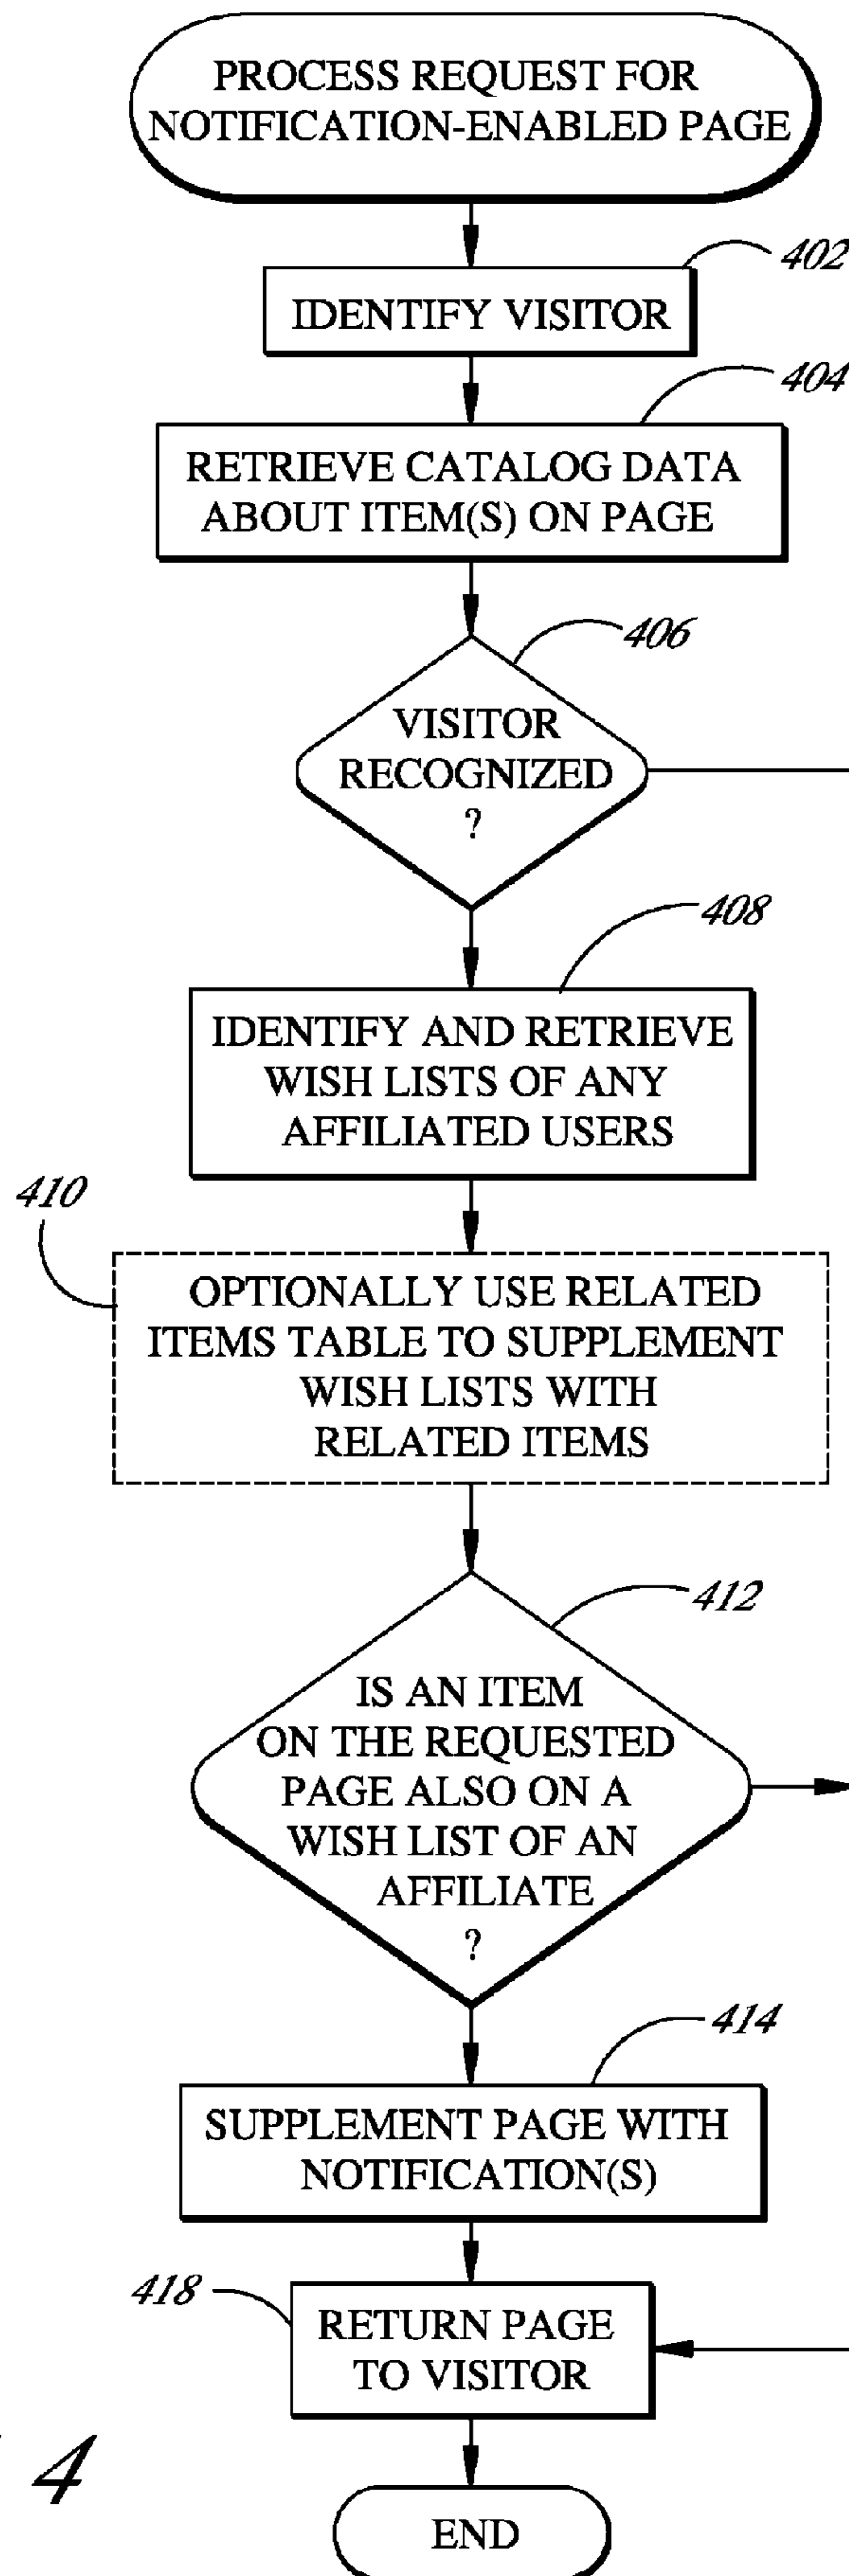 PROCESS REQUEST FOR
NOTIFICATION-ENABLED PAGE
402
IDENTIFY VISITOR
404
RETRIEVE CATALOG DATA
ABOUT ITEM(S) ON PAGE
406
VISITOR
RECOGNIZED
?
408
IDENTIFY AND RETRIEVE
WISH LISTS OF ANY
AFFILIATED USERS
410
OPTIONALLY USE RELATED
ITEMS TABLE TO SUPPLEMENT
WISH LISTS WITH
RELATED ITEMS
412
IS AN ITEM
ON THE REQUESTED
PAGE ALSO ON A
WISH LIST OF AN
AFFILIATE
?
414
SUPPLEMENT PAGE WITH
NOTIFICATION(S)
418
RETURN PAGE
TO VISITOR
4
END